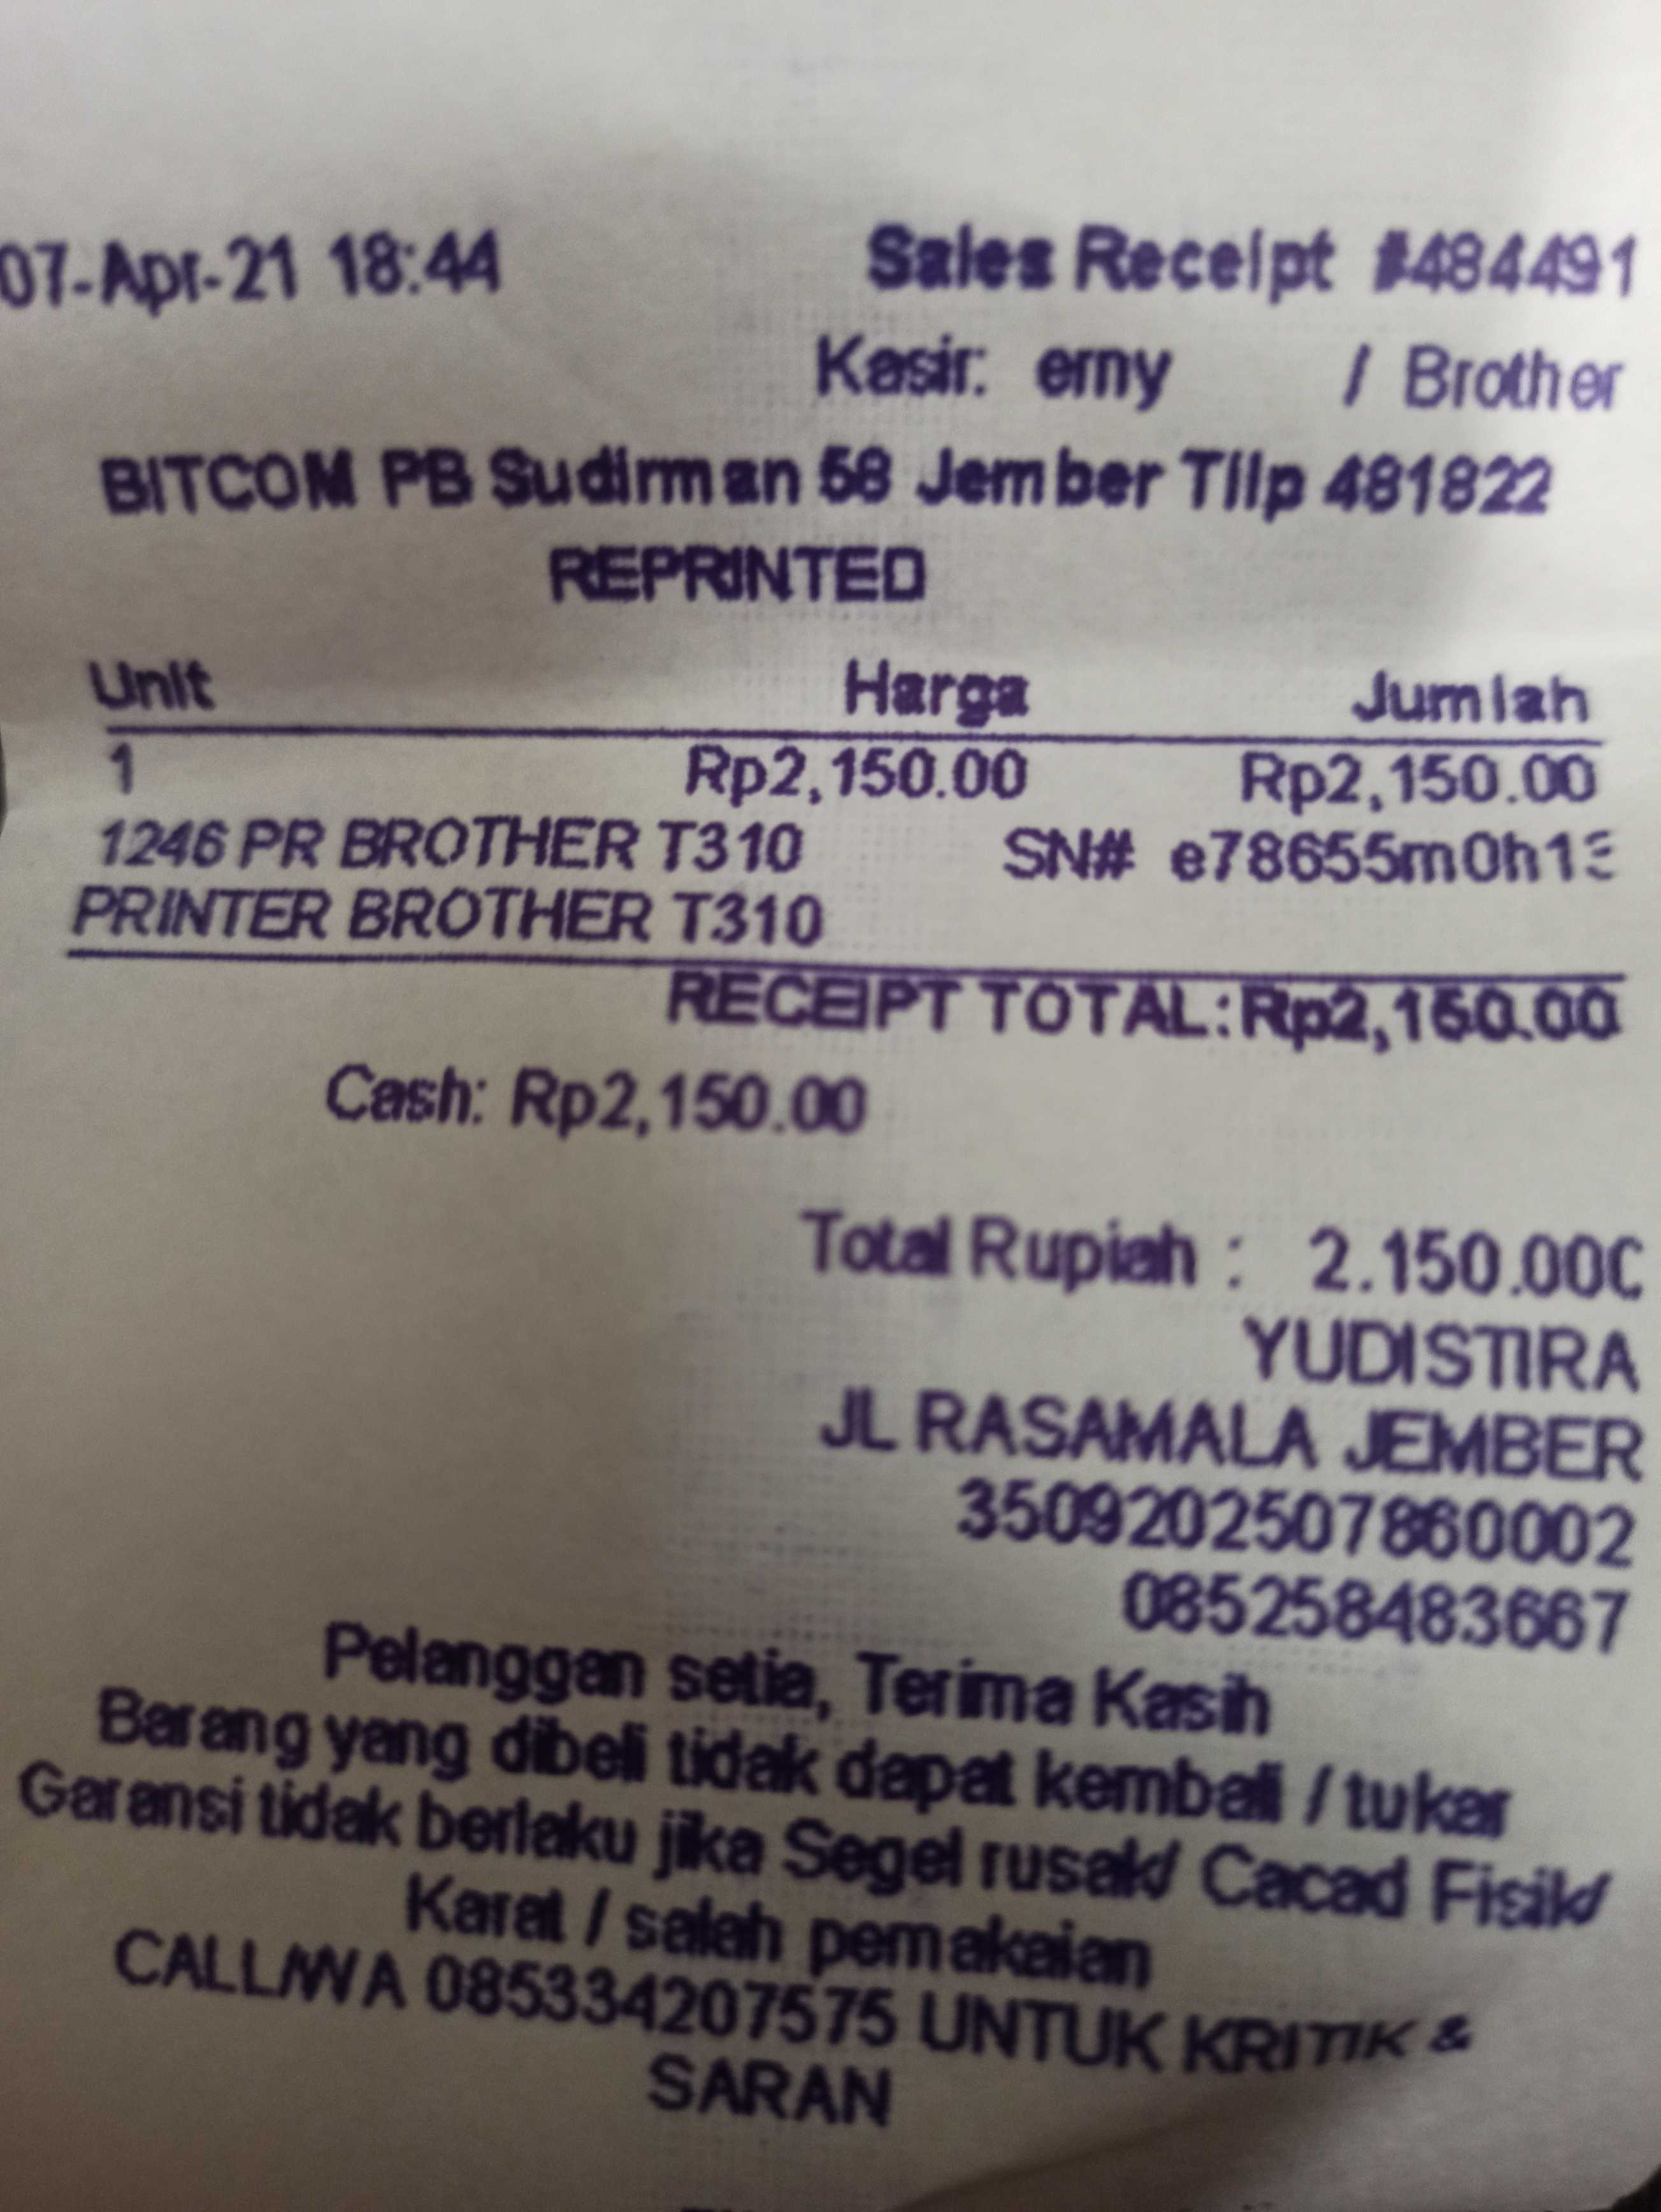 07-Apr-21 18:44 Sales Receipt #484491
Kasir: erny / Brother
BITCOM PB Sudirman 58 Jember Tllp 481822
REPRINTED
Unit Harga Jumlah
1 Rp2,150.00 Rp2,150.00
1246 PR BROTHER T310 SN# e78655m0h13
PRINTER BROTHER T310
RECEIPT TOTAL: Rp2,150.00
Cash: Rp2,150.00
Total Rupiah : 2.150.000
YUDISTIRA
JL RASAMALA JEMBER
3509202507860002
085258483667
Pelanggan setia, Terima Kasih
Barang yang dibeli tidak dapat kembali / tukar
Garansi tidak berlaku jika Segel rusak/ Cacad Fisik/
Karat / salah pemakaian
CALL/WA 085334207575 UNTUK KRITIK &
SARAN